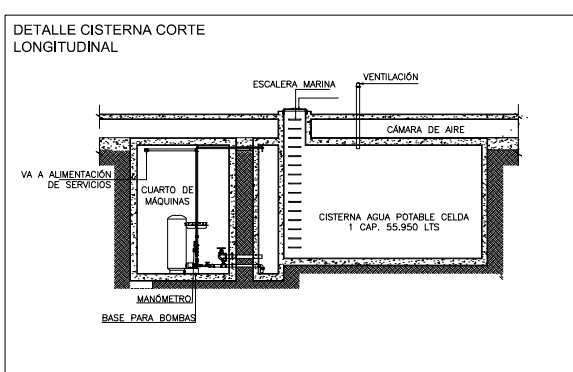 DETALLE CISTERNA CORTE
LONGITUDINAL
ESCALERA MARINA
VENTILACIÓN
CÁMARA DE AIRE
VA A ALIMENTACIÓN
DE SERVICIOS
CUARTO DE
MÁQUINAS
CISTERNA AGUA POTABLE CELDA
1 CAP. 55.950 LTS
MANÓMETRO
BASE PARA BOMBAS